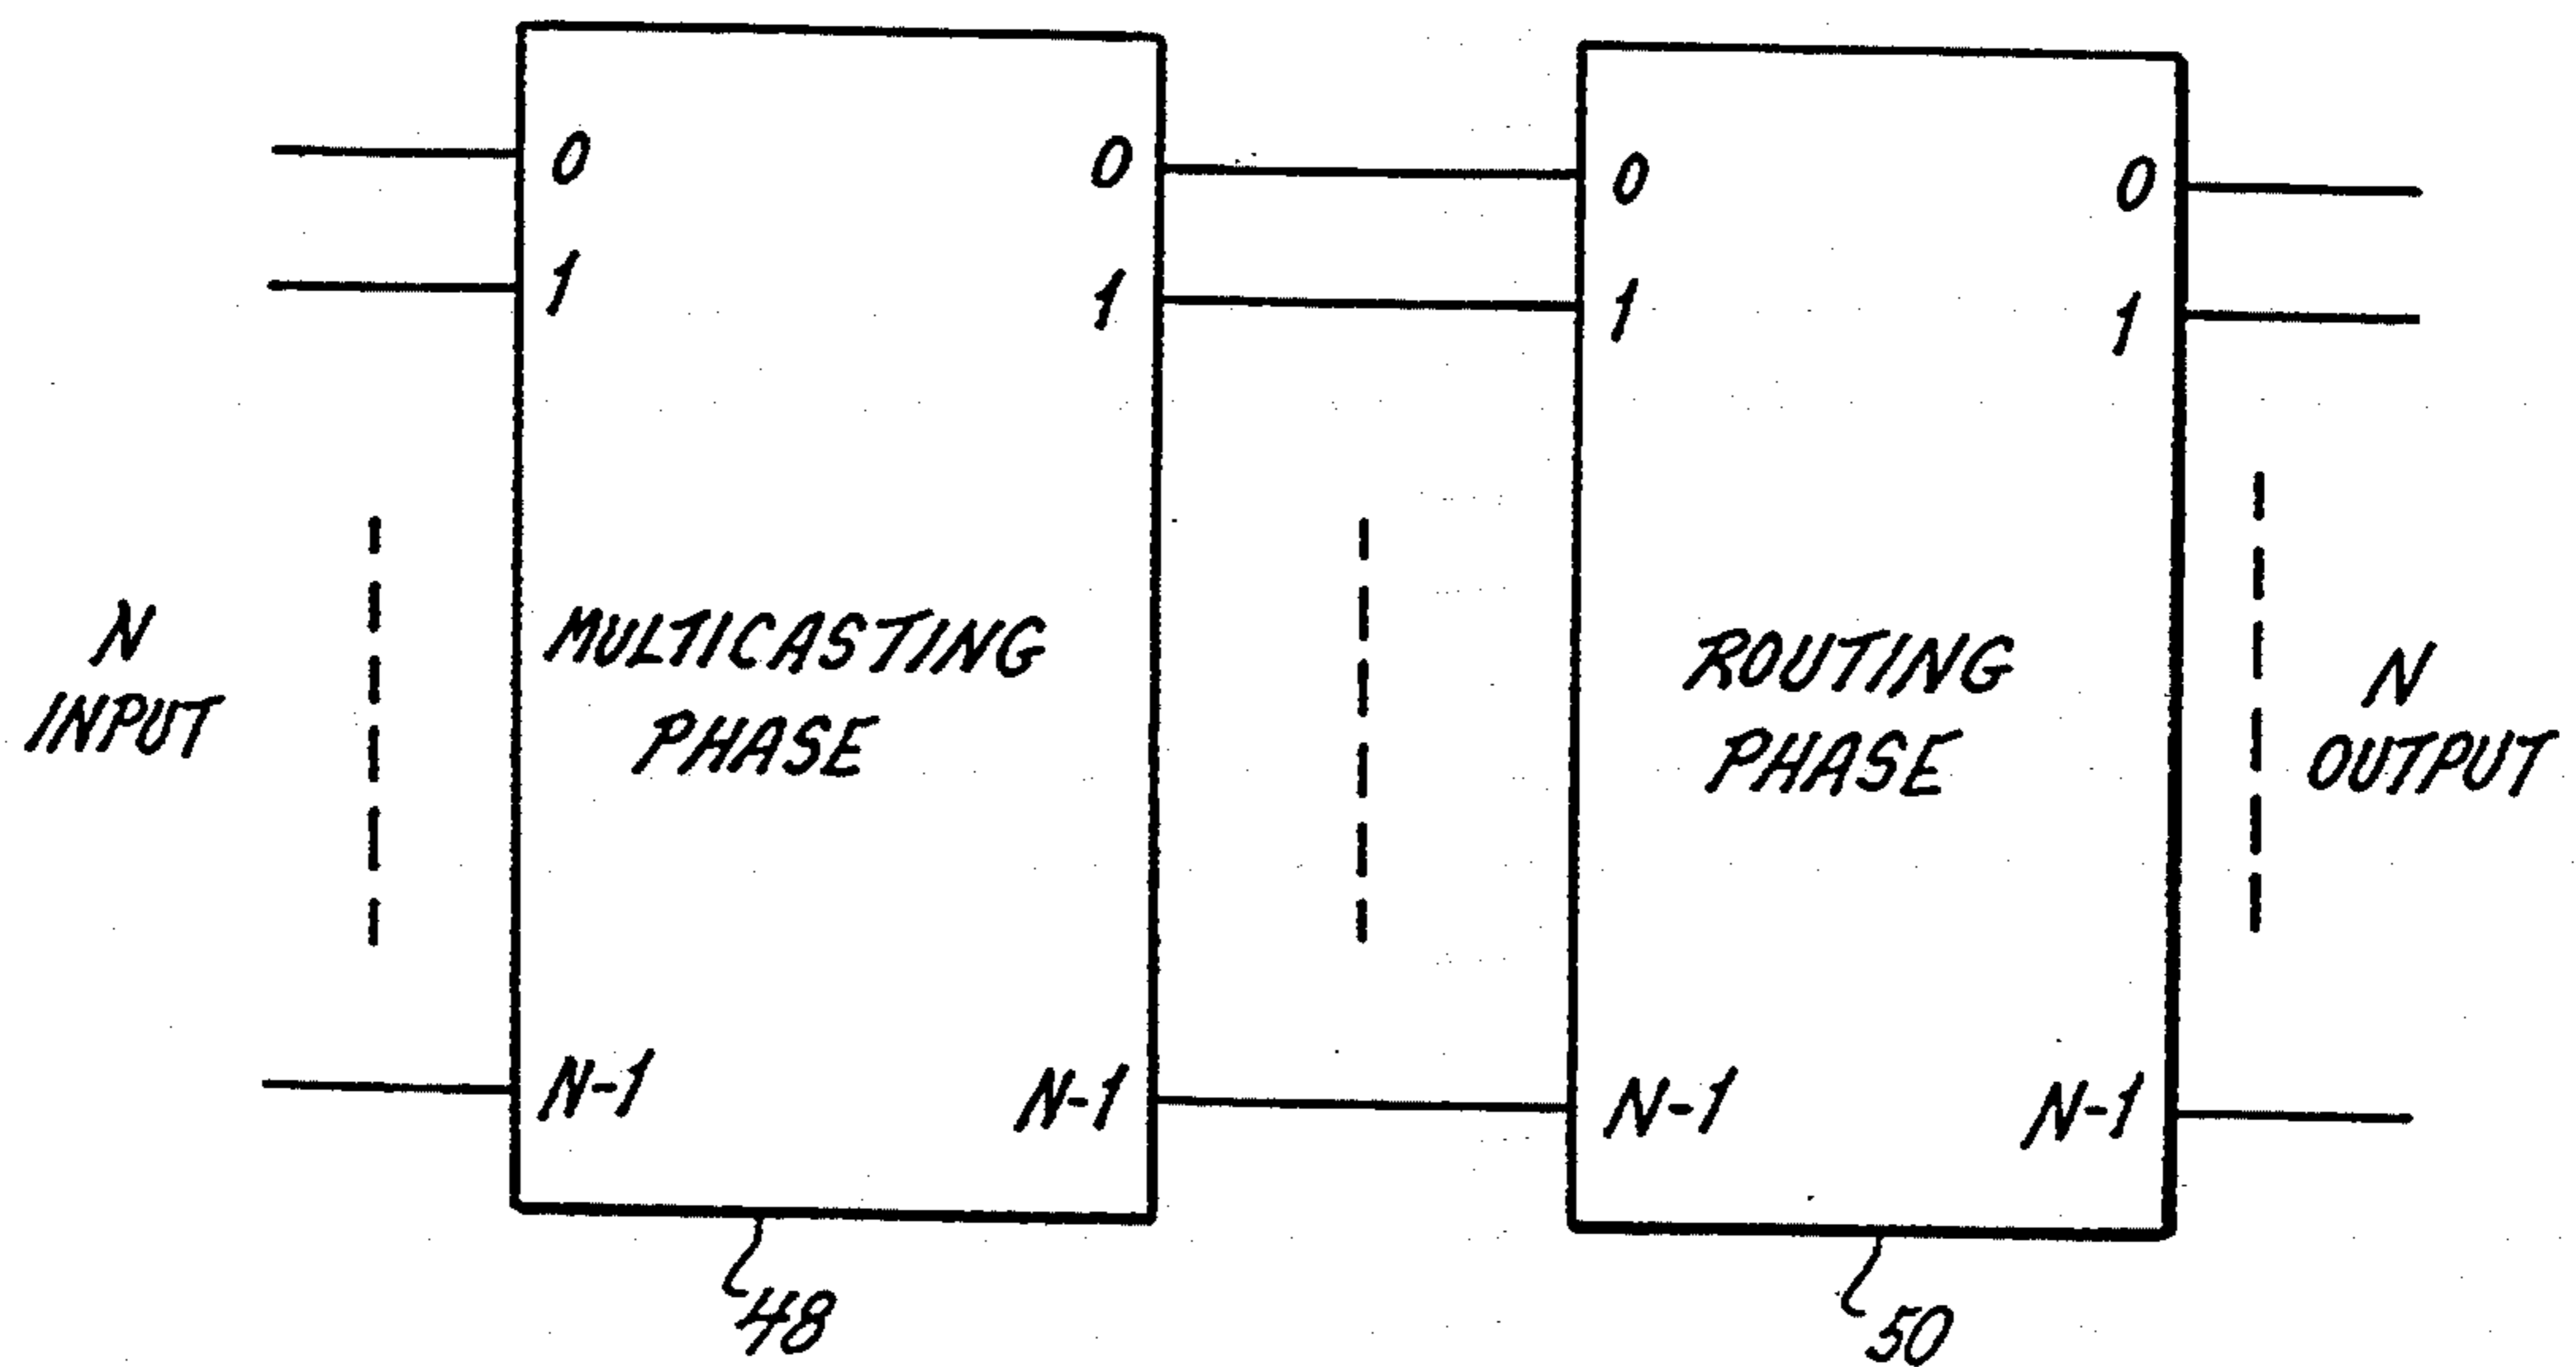 0
0
0
0
1
1
1
1
N
INPUT
MULTICASTING
PHASE
ROUTING
PHASE
N
OUTPUT
N-1
N-1
N-1
N-1
48
50